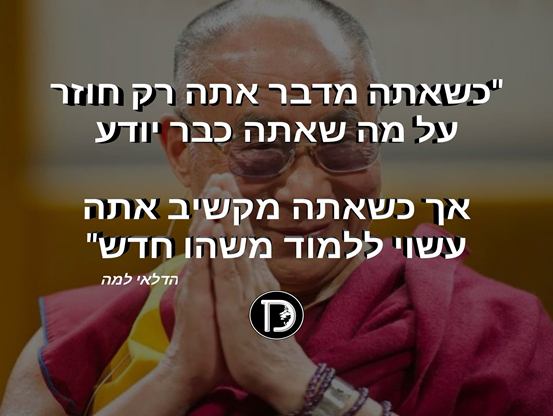 "כשאתה מדבר אתה רק חוזר
על מה שאתה כבר יודע
אך כשאתה מקשיב אתה
עשוי ללמוד משהו חדש"
הדלאי למה
D